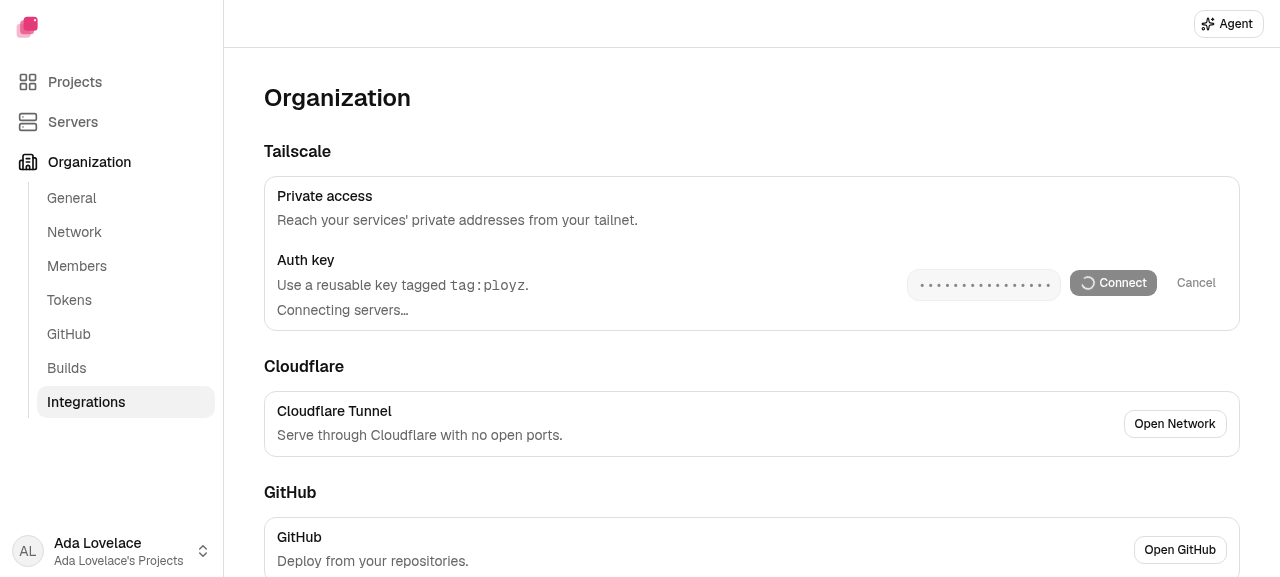 Agent
Projects
Servers
Organization
General
Network
Members
Tokens
GitHub
Builds
Integrations
AL
Ada Lovelace
Ada Lovelace's Projects
Organization
Tailscale
Private access
Reach your services' private addresses from your tailnet.
Auth key
Use a reusable key tagged tag:ployz.
Connecting servers…
••••••••••••••••
Connect
Cancel
Cloudflare
Cloudflare Tunnel
Serve through Cloudflare with no open ports.
Open Network
GitHub
GitHub
Deploy from your repositories.
Open GitHub